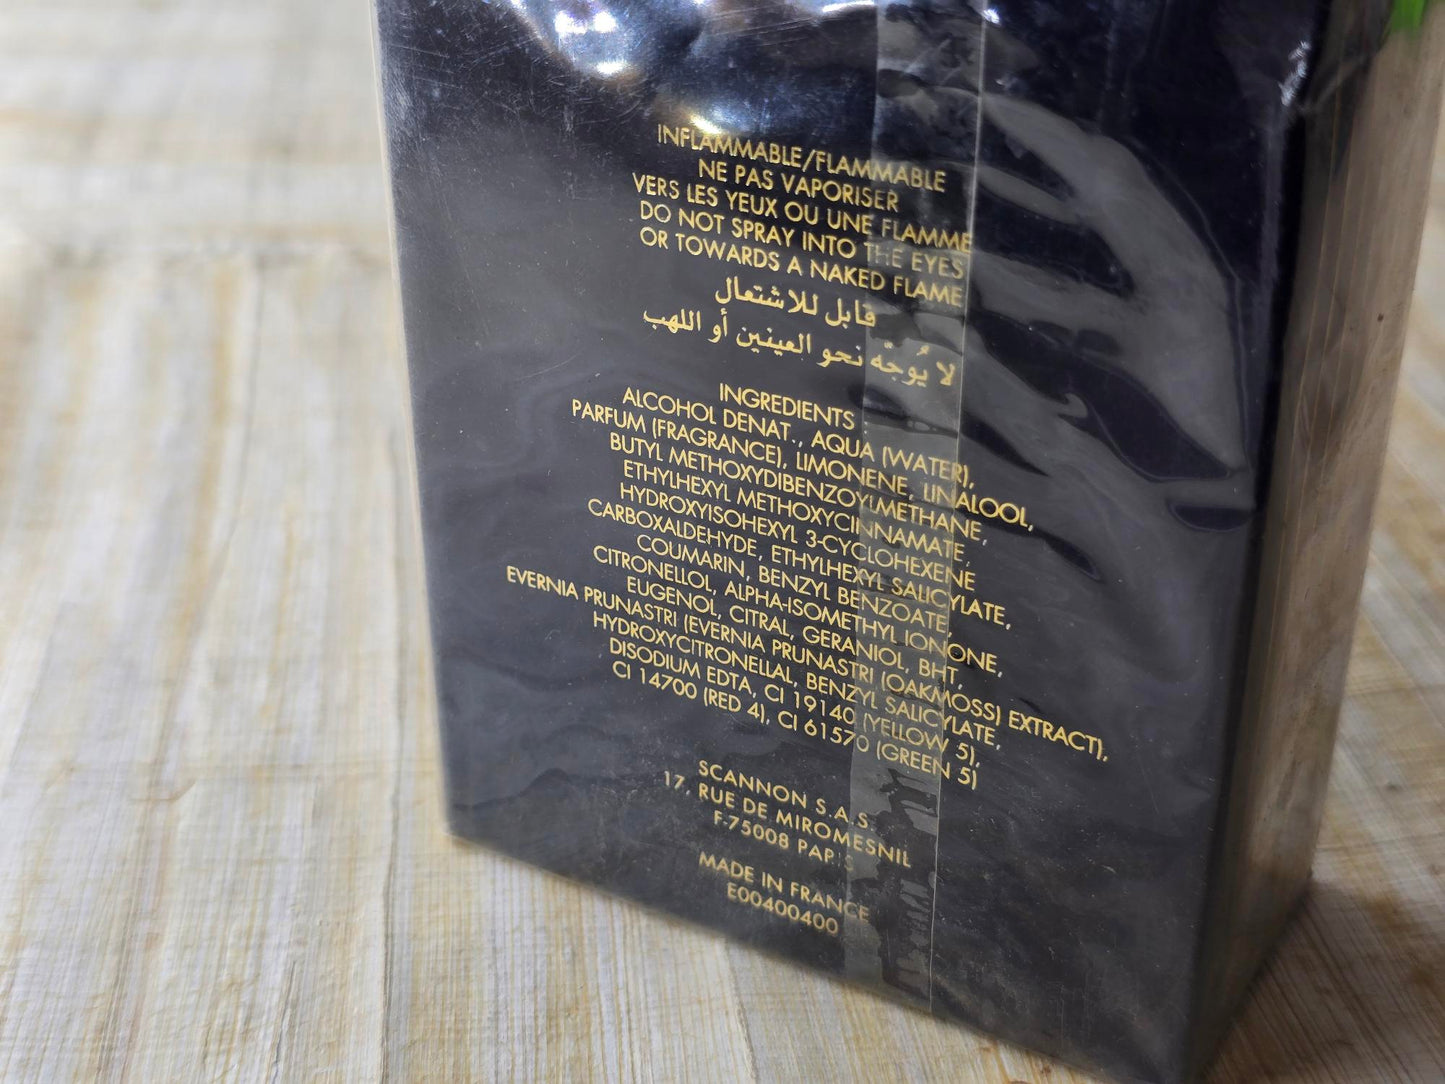 INFLAMMABLE/FLAMMABLE
NE PAS VAPORISER
VERS LES YEUX OU UNE FLAMME
DO NOT SPRAY INTO THE EYES
OR TOWARDS A NAKED FLAME
قابل للاشتعال
لا يُوجّه نحو العينين أو اللهب
INGREDIENTS :
ALCOHOL DENAT., AQUA (WATER),
PARFUM (FRAGRANCE), LIMONENE, LINALOOL,
BUTYL METHOXYDIBENZOYLMETHANE,
ETHYLHEXYL METHOXYCINNAMATE,
HYDROXYISOHEXYL 3-CYCLOHEXENE
CARBOXALDEHYDE, ETHYLHEXYL SALICYLATE,
COUMARIN, BENZYL BENZOATE,
CITRONELLOL, ALPHA-ISOMETHYL IONONE,
EUGENOL, CITRAL, GERANIOL, BHT,
EVERNIA PRUNASTRI (EVERNIA PRUNASTRI (OAKMOSS) EXTRACT),
HYDROXYCITRONELLAL, BENZYL SALICYLATE,
DISODIUM EDTA, CI 19140 (YELLOW 5),
CI 14700 (RED 4), CI 61570 (GREEN 5)
SCANNON S.A.S.
17, RUE DE MIROMESNIL
F-75008 PARIS
MADE IN FRANCE
E00400400